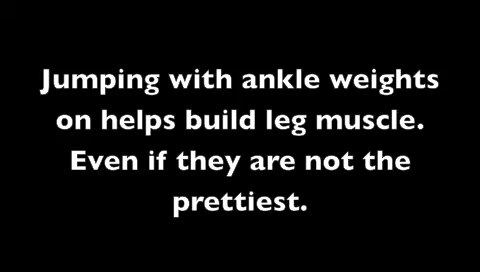 Jumping with ankle weights
on helps build leg muscle.
Even if they are not the
prettiest.